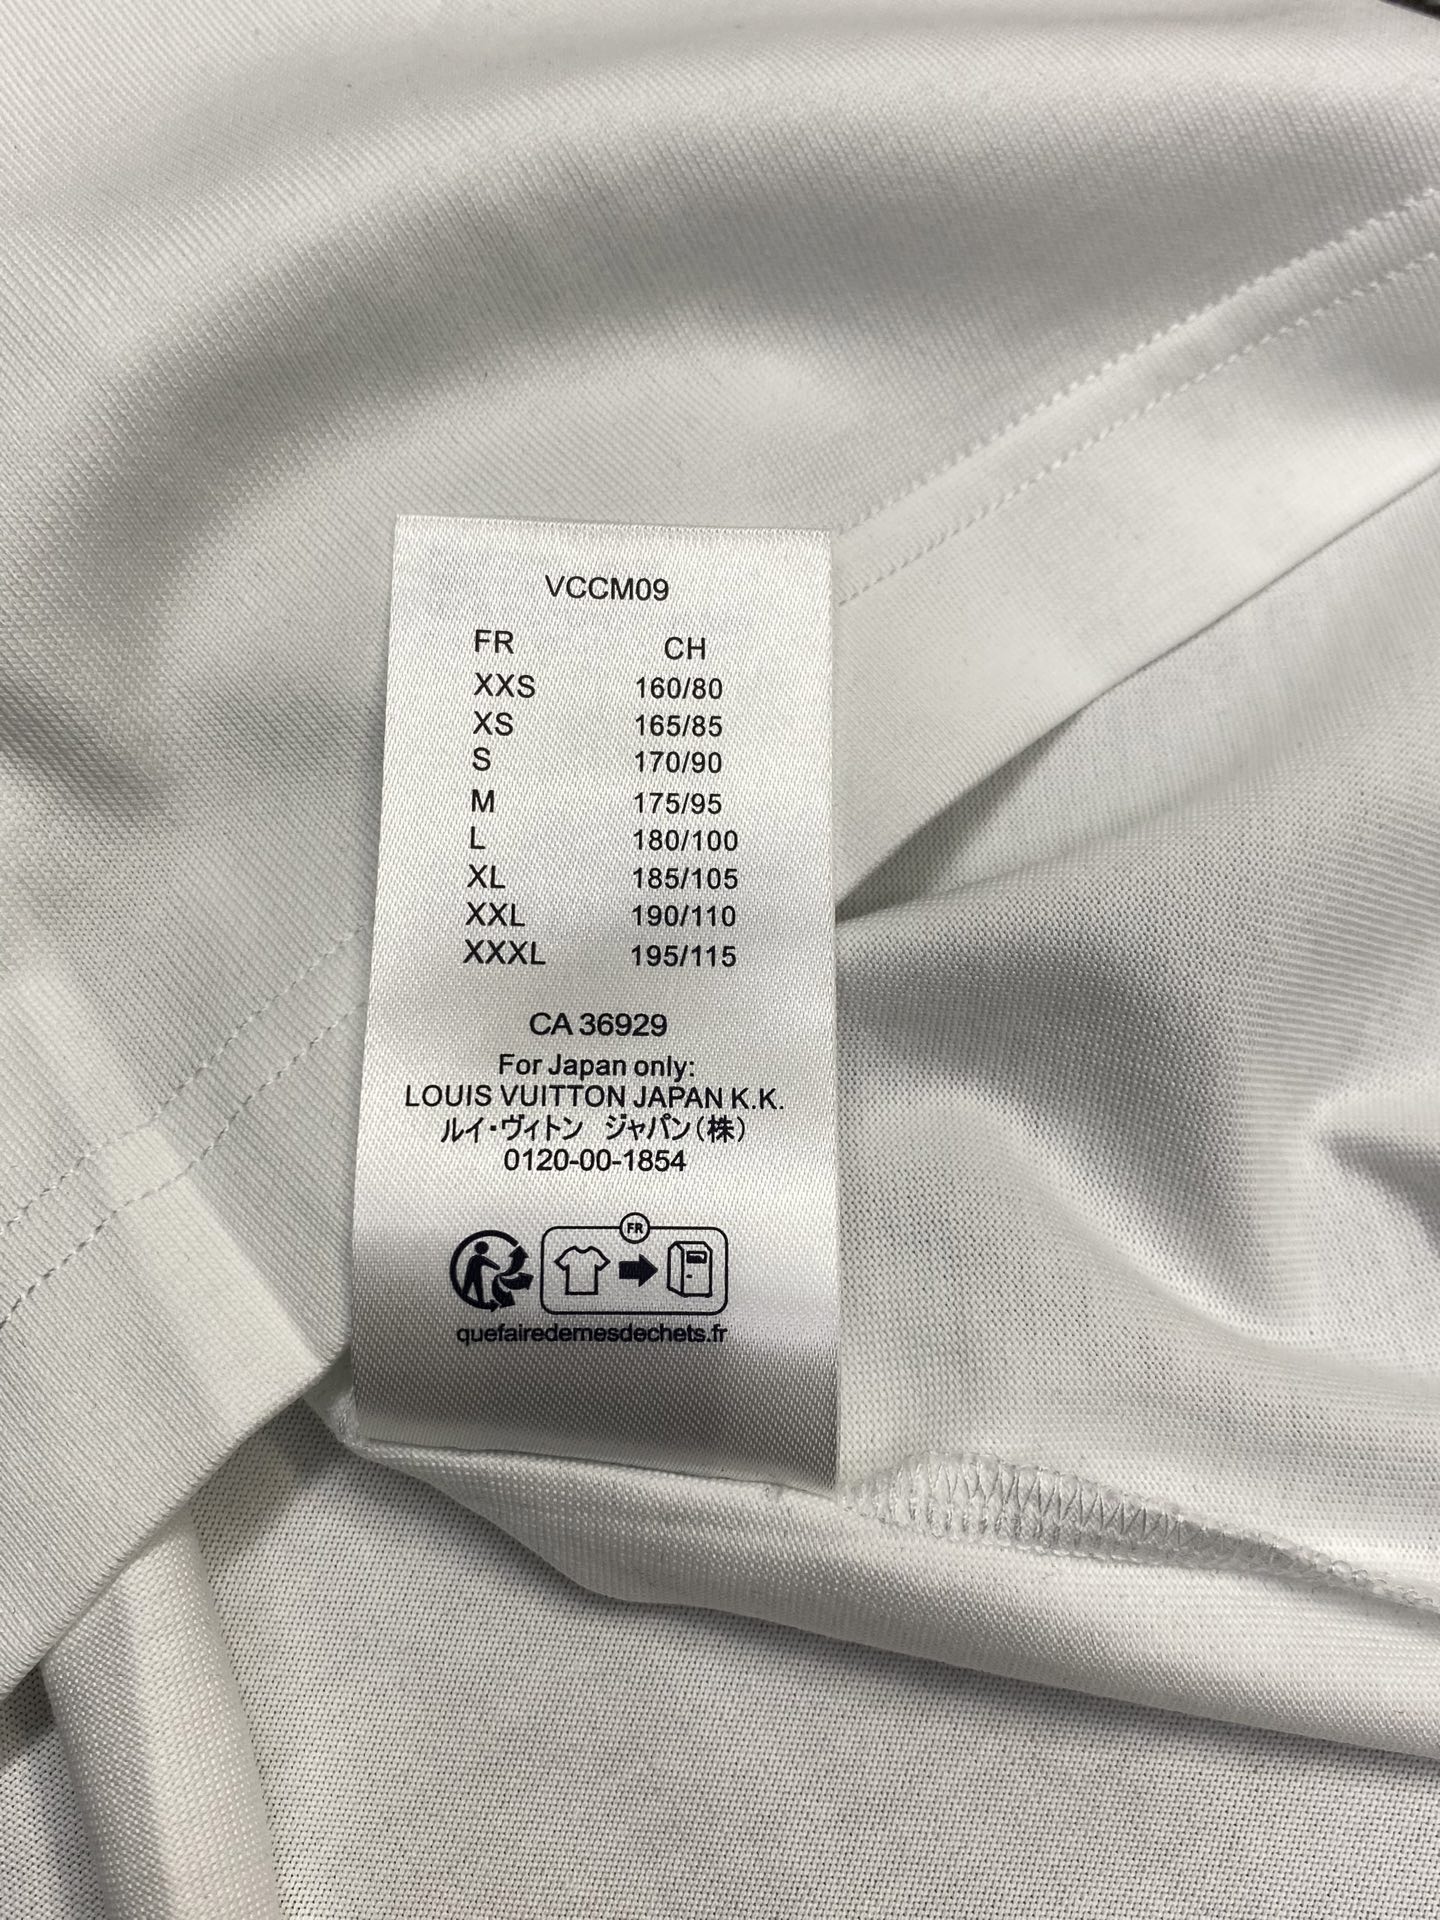 VCCM09
FR CH
XXS 160/80
XS 165/85
S 170/90
M 175/95
L 180/100
XL 185/105
XXL 190/110
XXXL 195/115
CA 36929
For Japan only:
LOUIS VUITTON JAPAN K.K.
ルイ・ヴィトン ジャパン(株)
0120-00-1854
FR
quefairedemesdechets.fr